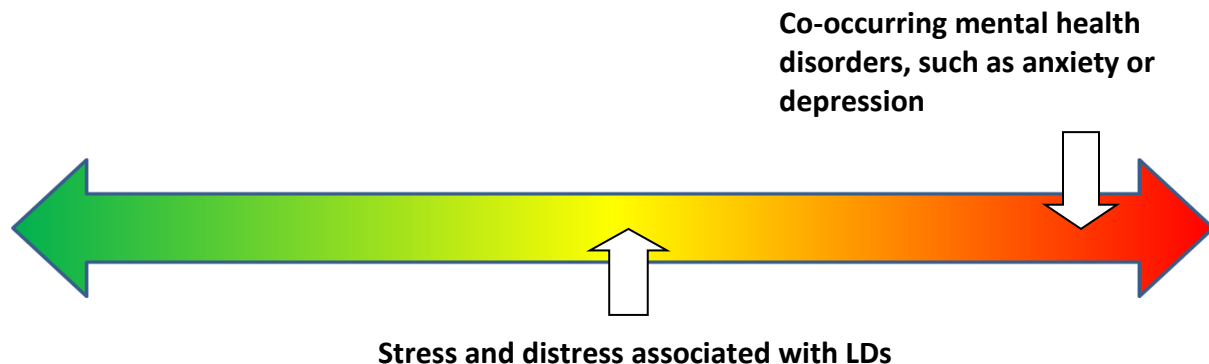 Co-occurring mental health
disorders, such as anxiety or
depression
Stress and distress associated with LDs